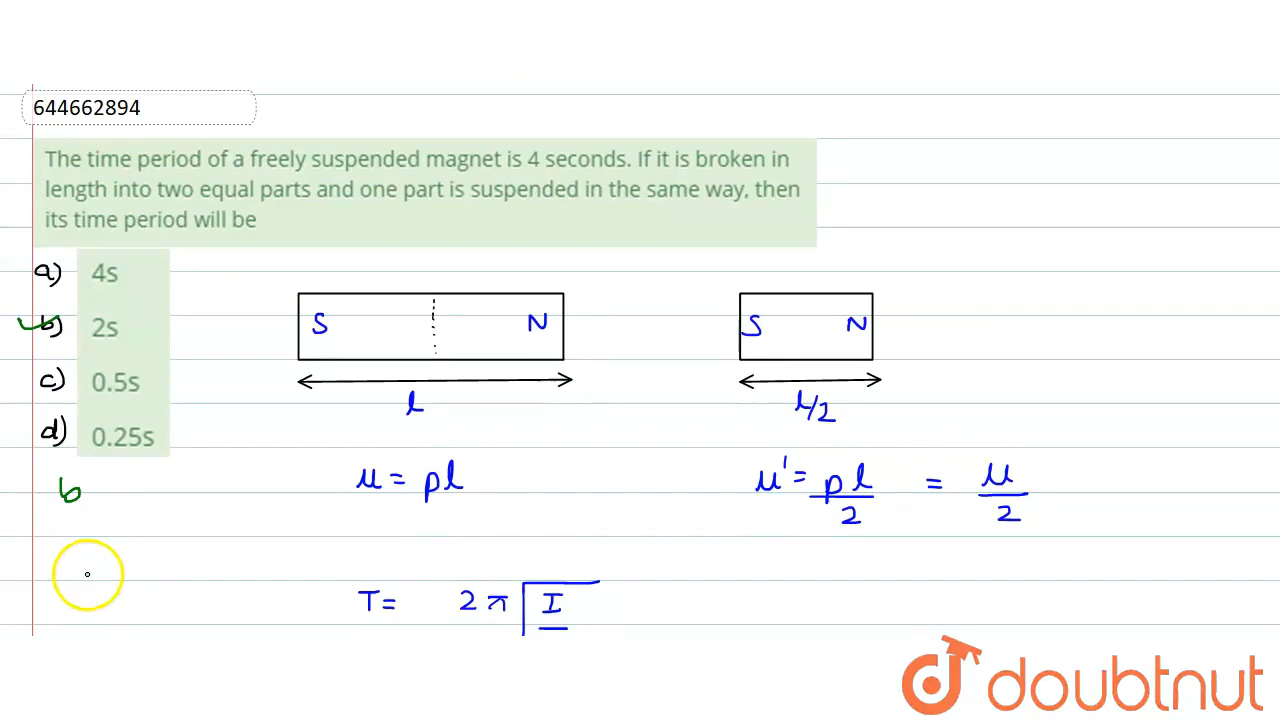 644662894
The time period of a freely suspended magnet is 4 seconds. If it is broken in
length into two equal parts and one part is suspended in the same way, then
its time period will be
a) 4s
b) 2s
c) 0.5s
d) 0.25s
S N
S N
l
l/2
μ = pl
μ' = pl/2 = μ/2
b
T = 2π √I
doubtnut